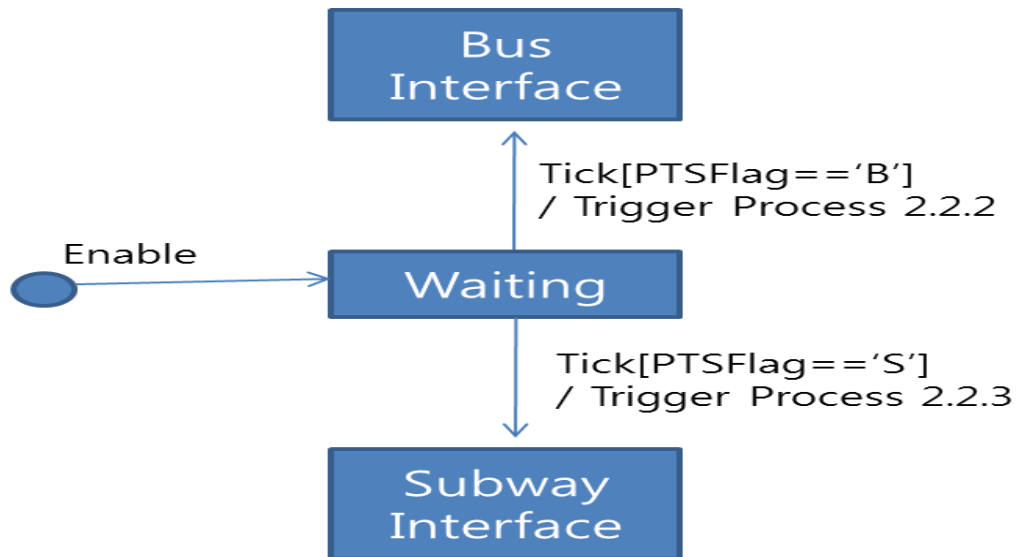 Bus
Interface
Tick[PTSFlag==‘B’]
/ Trigger Process 2.2.2
Enable
Waiting
Tick[PTSFlag==‘S’]
/ Trigger Process 2.2.3
Subway
Interface